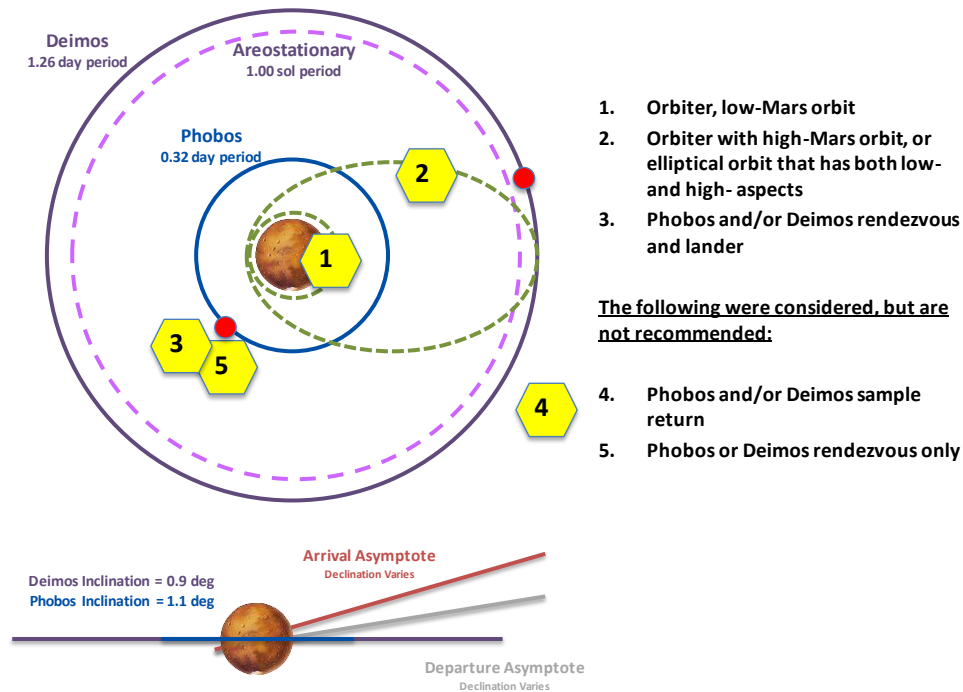 Deimos
1.26 day period
Areostationary
1.00 sol period
Phobos
0.32 day period
2
1
3
5
4
1. Orbiter, low-Mars orbit
2. Orbiter with high-Mars orbit, or
elliptical orbit that has both low-
and high- aspects
3. Phobos and/or Deimos rendezvous
and lander
The following were considered, but are
not recommended:
4. Phobos and/or Deimos sample
return
5. Phobos or Deimos rendezvous only
Arrival Asymptote
Declination Varies
Deimos Inclination = 0.9 deg
Phobos Inclination = 1.1 deg
Departure Asymptote
Declination Varies